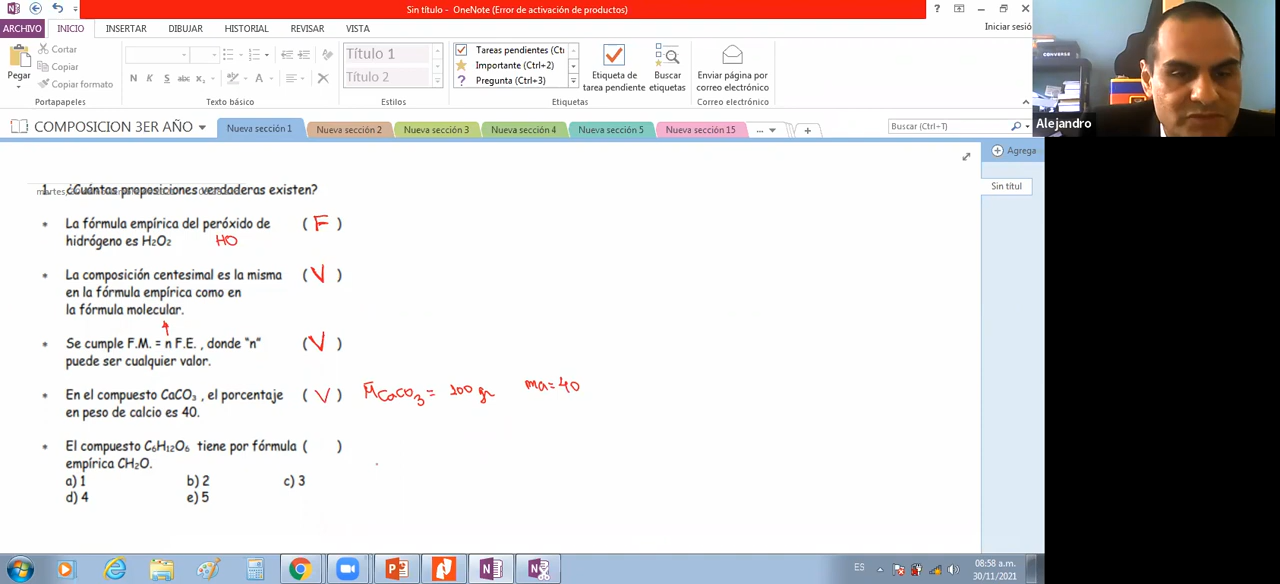 Sin título - OneNote (Error de activación de productos)
ARCHIVO INICIO INSERTAR DIBUJAR HISTORIAL REVISAR VISTA
Iniciar sesió
Pegar
Cortar
Copiar
Copiar formato
Portapapeles
N K S abc x₂ A
Texto básico
Título 1
Título 2
Estilos
Tareas pendientes (Ctr
Importante (Ctrl+2)
Pregunta (Ctrl+3)
Etiqueta de tarea pendiente
Buscar etiquetas
Etiquetas
Enviar página por correo electrónico
Correo electrónico
CONVERSE
Alejandro
COMPOSICION 3ER AÑO
Nueva sección 1 Nueva sección 2 Nueva sección 3 Nueva sección 4 Nueva sección 5 Nueva sección 15 ...
Buscar (Ctrl+T)
Agrega
Sin títul
martes,
1. ¿Cuántas proposiciones verdaderas existen?
La fórmula empírica del peróxido de ( F )
hidrógeno es H₂O₂ HO
La composición centesimal es la misma ( V )
en la fórmula empírica como en
la fórmula molecular.
Se cumple F.M. = n F.E. , donde "n" ( V )
puede ser cualquier valor.
En el compuesto CaCO₃ , el porcentaje ( V ) M̄CaCO₃ = 100 gr ma=40
en peso de calcio es 40.
El compuesto C₆H₁₂O₆ tiene por fórmula ( )
empírica CH₂O.
a) 1 b) 2 c) 3
d) 4 e) 5
ES
08:58 a.m.
30/11/2021